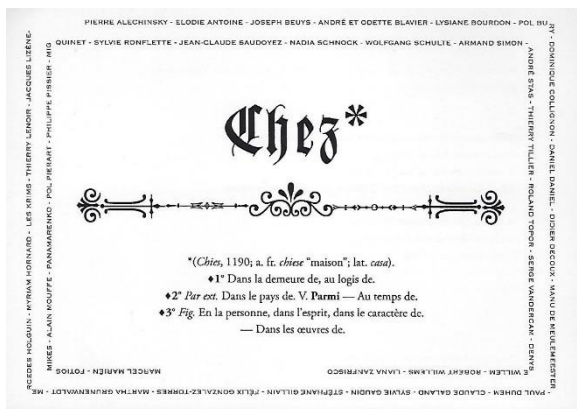 PIERRE ALECHINSKY - ELODIE ANTOINE - JOSEPH BEUYS - ANDRÉ ET ODETTE BLAVIER - LYSIANE BOURDON - POL BU
RY - DOMINIQUE COLLIGNON - DANIEL DANIEL - DIDIER DECOUX - MANU DE MEULEMEESTER
- PAUL DUHEM - CLAUDE GALAND - SYLVIE GAUDIN - STÉPHANE GILLAIN - FÉLIX GONZALEZ-TORRES - MARTHA GRUNENWALDT - ME
RCEDES HOLGUIN - MYRIAM HORNARD - LES KRIMS - THIERRY LENOIR - JACQUES LIZÈNE-
MARCEL MARIËN - FOTIOS
MIKES - ALAIN MOUFFE - PANAMARENKO - POL PIERART - PHILIPPE PISSIER - MIG
QUINET - SYLVIE RONFLETTE - JEAN-CLAUDE SAUDOYEZ - NADIA SCHNOCK - WOLFGANG SCHULTE - ARMAND SIMON -
ANDRÉ STAS - THIERRY TILLIER - ROLAND TOPOR - SERGE VANDERCAM - DENYS
E WILLEM - ROBERT WILLEMS - LIANA ZANFRISCO
Chez*
*(Chies, 1190; a. fr. chiese “maison”; lat. casa).
♦1° Dans la demeure de, au logis de.
♦2° Par ext. Dans le pays de. V. Parmi — Au temps de.
♦3° Fig. En la personne, dans l’esprit, dans le caractère de.
— Dans les œuvres de.